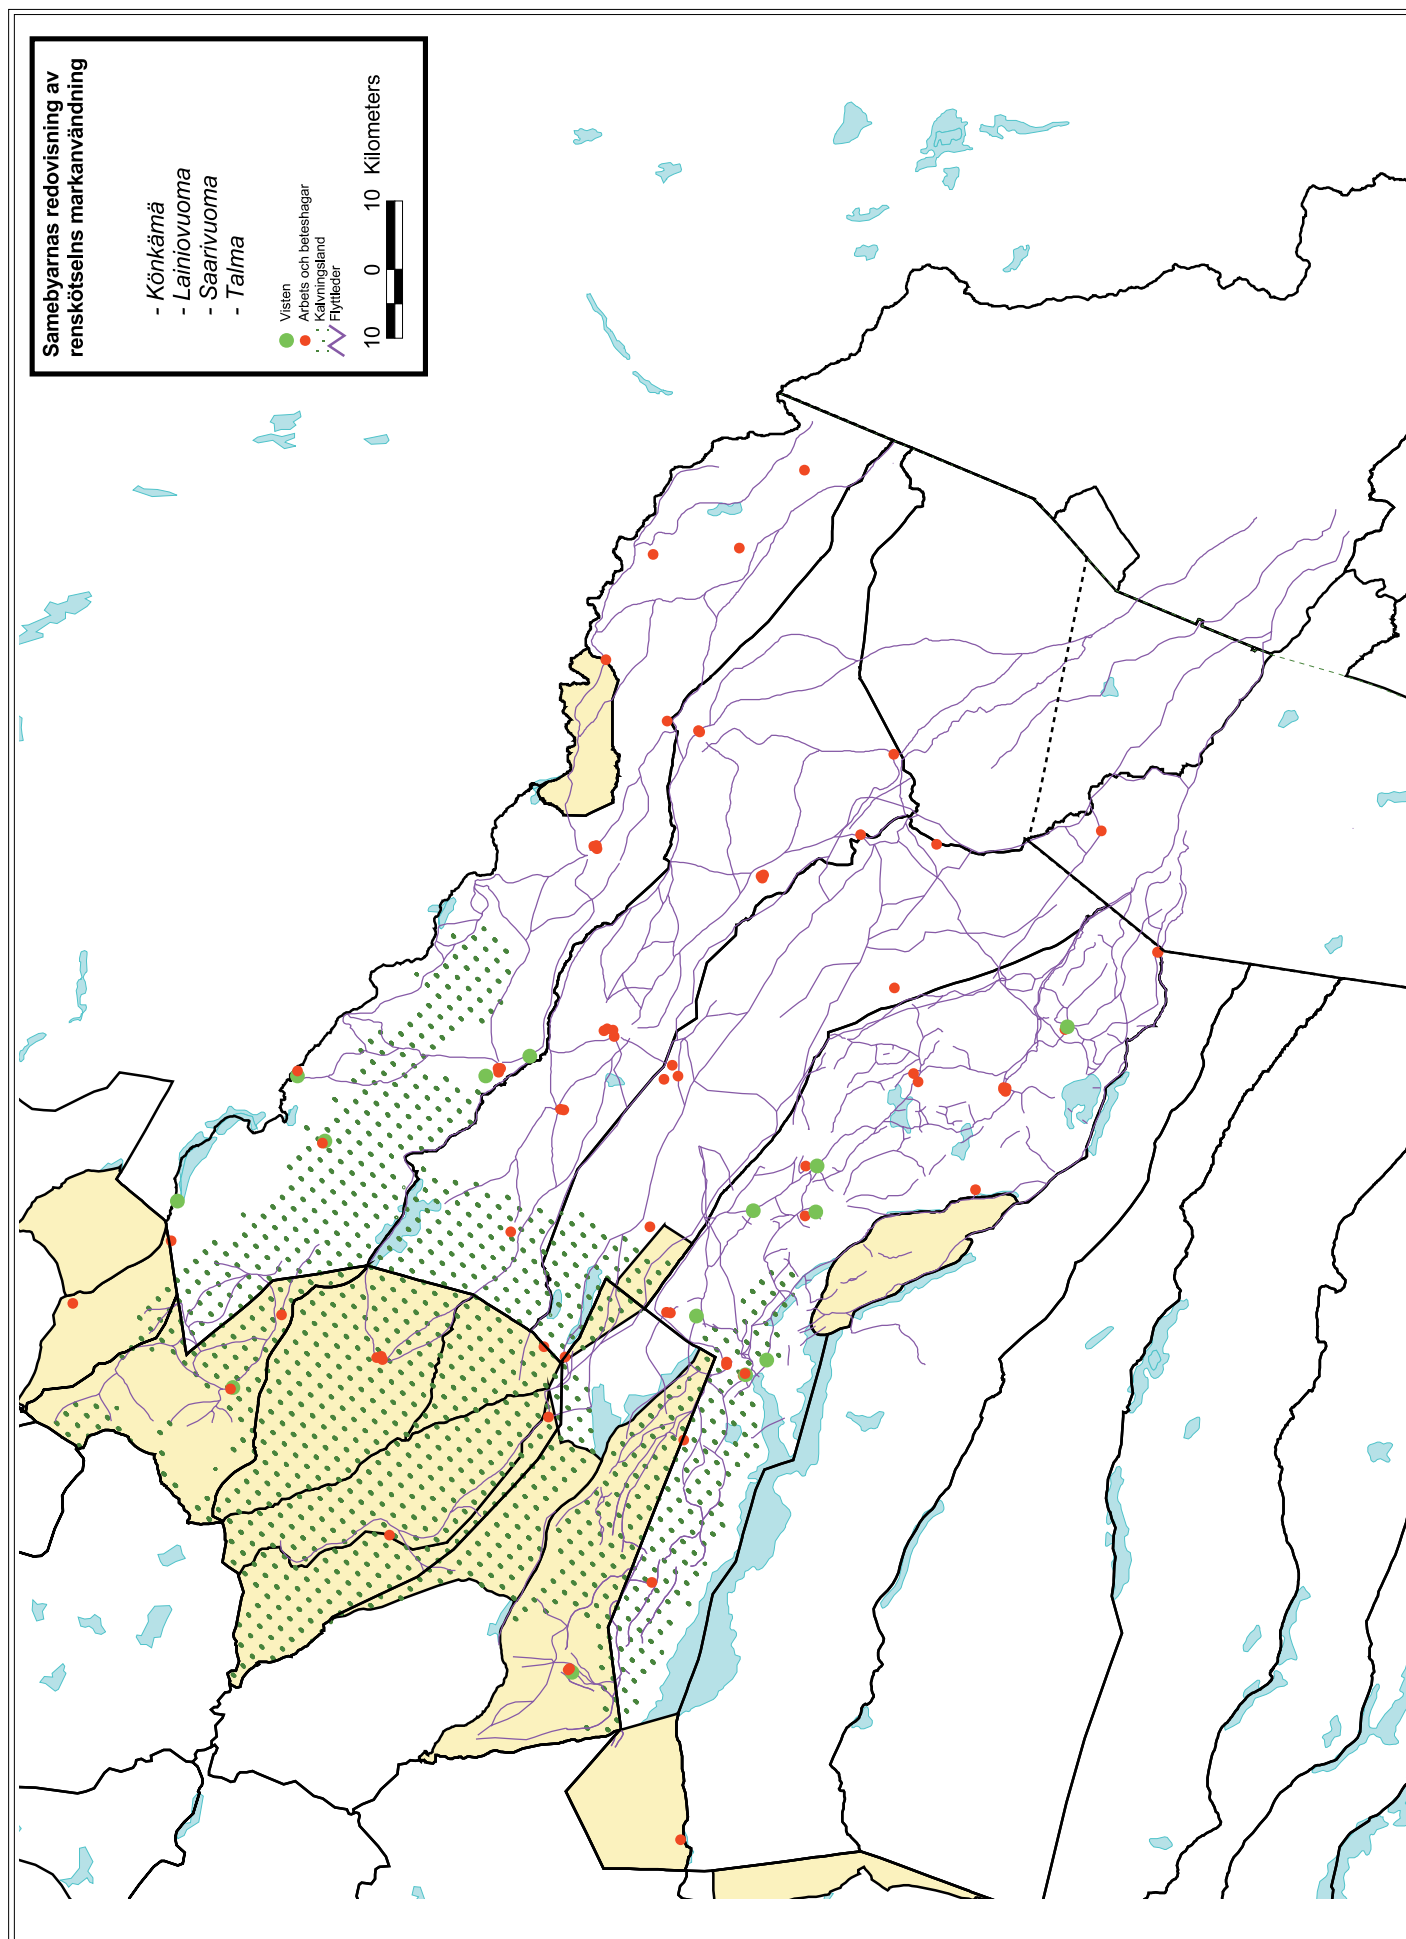 Samebyarnas redovisning av
renskötselns markanvändning
- Könkämä
- Lainiovuoma
- Saarivuoma
- Talma
Visten
Arbets och beteshagar
Kalvningsland
Flyttleder
10 0 10 Kilometers